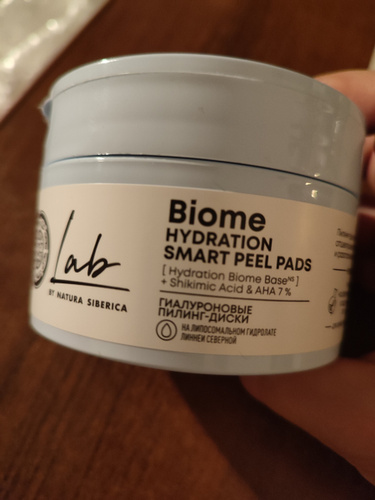 Lab
BY NATURA SIBERICA
Biome
HYDRATION
SMART PEEL PADS
[ Hydration Biome Baseᴺˢ ]
+ Shikimic Acid & AHA 7 %
ГИАЛУРОНОВЫЕ
ПИЛИНГ-ДИСКИ
НА ЛИПОСОМАЛЬНОМ ГИДРОЛАТЕ
ЛИННЕИ СЕВЕРНОЙ